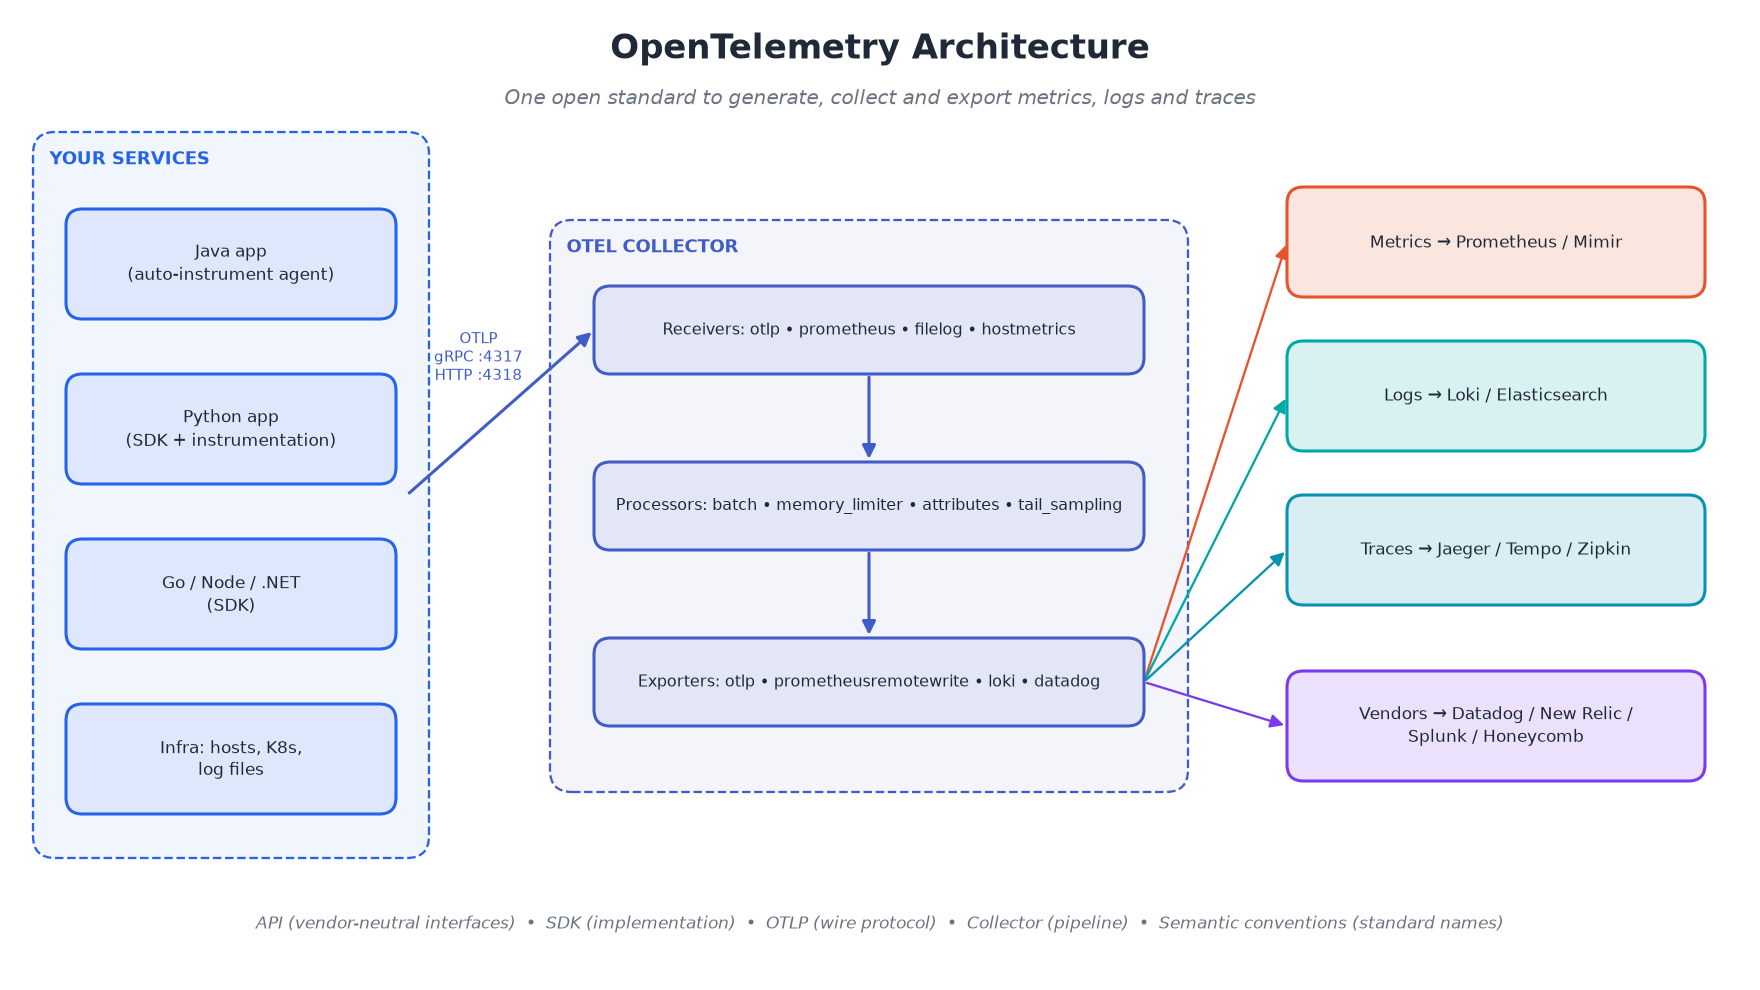 OpenTelemetry Architecture
One open standard to generate, collect and export metrics, logs and traces
YOUR SERVICES
Java app
(auto-instrument agent)
Python app
(SDK + instrumentation)
Go / Node / .NET
(SDK)
Infra: hosts, K8s,
log files
OTLP
gRPC :4317
HTTP :4318
OTEL COLLECTOR
Receivers: otlp • prometheus • filelog • hostmetrics
Processors: batch • memory_limiter • attributes • tail_sampling
Exporters: otlp • prometheusremotewrite • loki • datadog
Metrics → Prometheus / Mimir
Logs → Loki / Elasticsearch
Traces → Jaeger / Tempo / Zipkin
Vendors → Datadog / New Relic /
Splunk / Honeycomb
API (vendor-neutral interfaces) • SDK (implementation) • OTLP (wire protocol) • Collector (pipeline) • Semantic conventions (standard names)